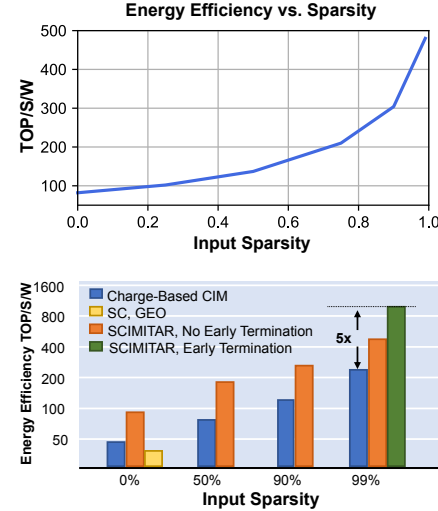 Energy Efficiency vs. Sparsity
TOP/S/W
500
400
300
200
100
0.0 0.2 0.4 0.6 0.8 1.0
Input Sparsity
Energy Efficiency TOP/S/W
1600
800
400
200
100
50
Charge-Based CIM
SC, GEO
SCIMITAR, No Early Termination
SCIMITAR, Early Termination
5x
0% 50% 90% 99%
Input Sparsity